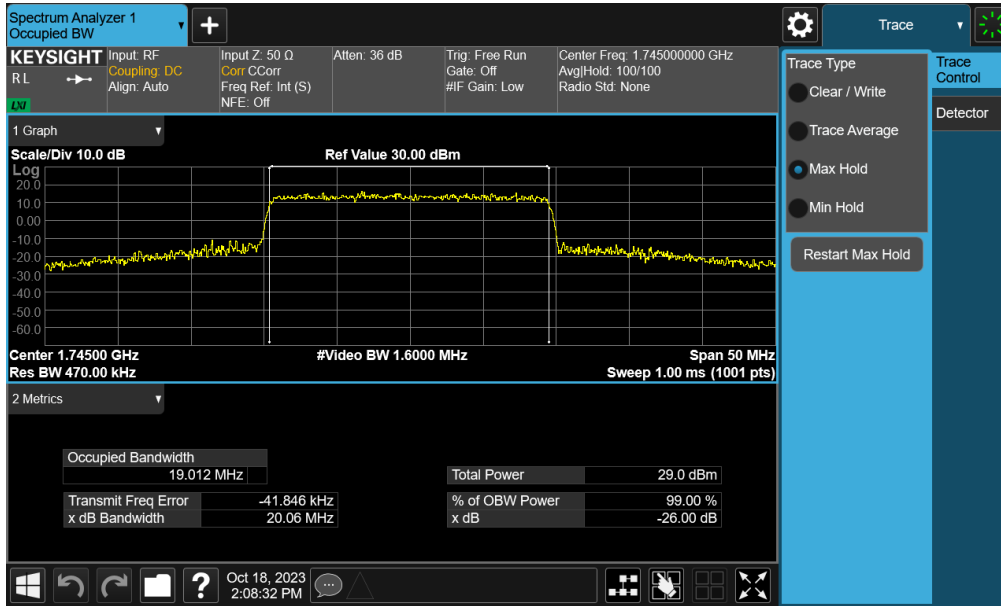 Spectrum Analyzer 1
Occupied BW
+
Trace
KEYSIGHT
R L
LXI
Input: RF
Coupling: DC
Align: Auto
Input Z: 50 Ω
Corr CCorr
Freq Ref: Int (S)
NFE: Off
Atten: 36 dB
Trig: Free Run
Gate: Off
#IF Gain: Low
Center Freq: 1.745000000 GHz
Avg|Hold: 100/100
Radio Std: None
Trace Type
Clear / Write
Trace Average
Max Hold
Min Hold
Restart Max Hold
Trace
Control
Detector
1 Graph
Scale/Div 10.0 dB
Ref Value 30.00 dBm
Log
20.0
10.0
0.00
-10.0
-20.0
-30.0
-40.0
-50.0
-60.0
Center 1.74500 GHz
#Video BW 1.6000 MHz
Span 50 MHz
Res BW 470.00 kHz
Sweep 1.00 ms (1001 pts)
2 Metrics
Occupied Bandwidth
19.012 MHz
Total Power 29.0 dBm
Transmit Freq Error -41.846 kHz
% of OBW Power 99.00 %
x dB Bandwidth 20.06 MHz
x dB -26.00 dB
?
Oct 18, 2023
2:08:32 PM